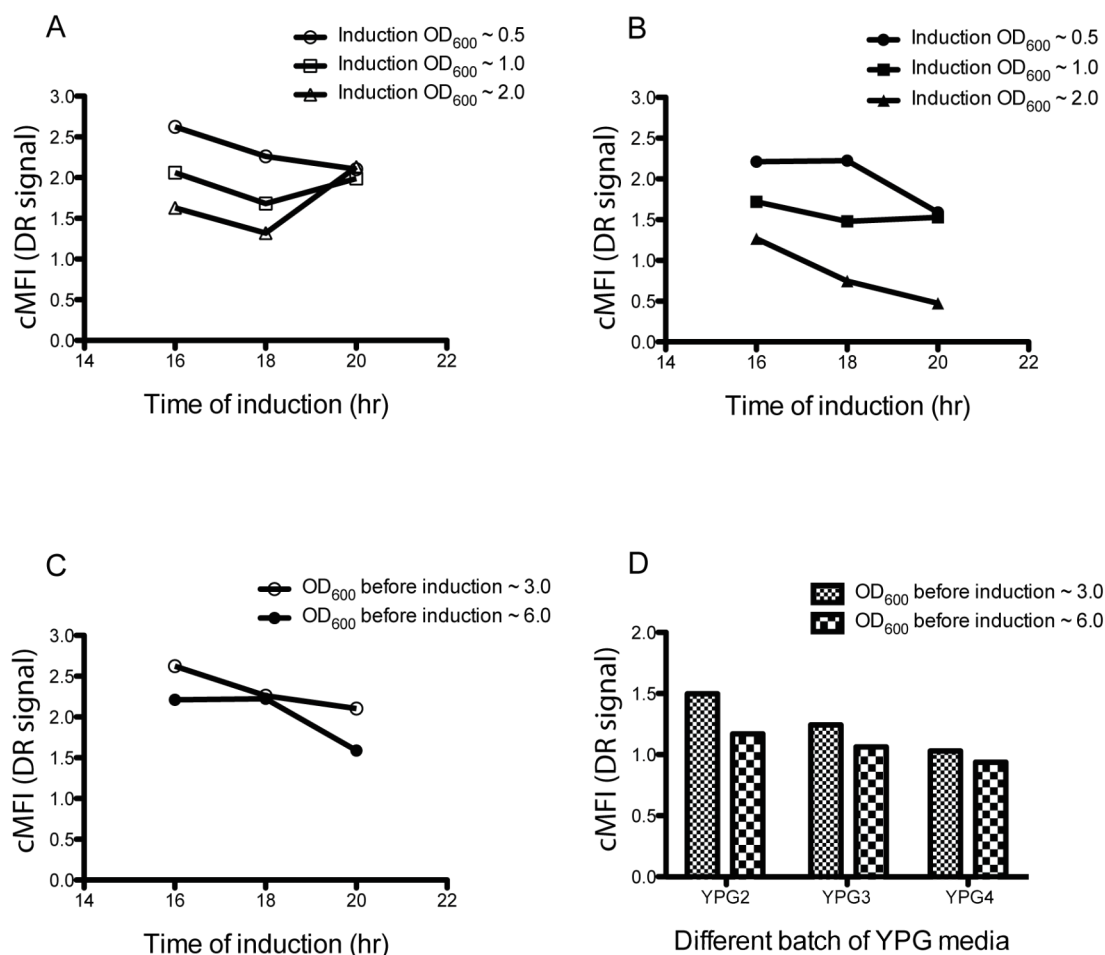 A
Induction OD600 ~ 0.5
Induction OD600 ~ 1.0
Induction OD600 ~ 2.0
3.0
2.5
2.0
1.5
1.0
0.5
0.0
cMFI (DR signal)
14
16
18
20
22
Time of induction (hr)
B
Induction OD600 ~ 0.5
Induction OD600 ~ 1.0
Induction OD600 ~ 2.0
3.0
2.5
2.0
1.5
1.0
0.5
0.0
cMFI (DR signal)
14
16
18
20
22
Time of induction (hr)
C
OD600 before induction ~ 3.0
OD600 before induction ~ 6.0
3.0
2.5
2.0
1.5
1.0
0.5
0.0
cMFI (DR signal)
14
16
18
20
22
Time of induction (hr)
D
OD600 before induction ~ 3.0
OD600 before induction ~ 6.0
2.0
1.5
1.0
0.5
0.0
cMFI (DR signal)
YPG2
YPG3
YPG4
Different batch of YPG media